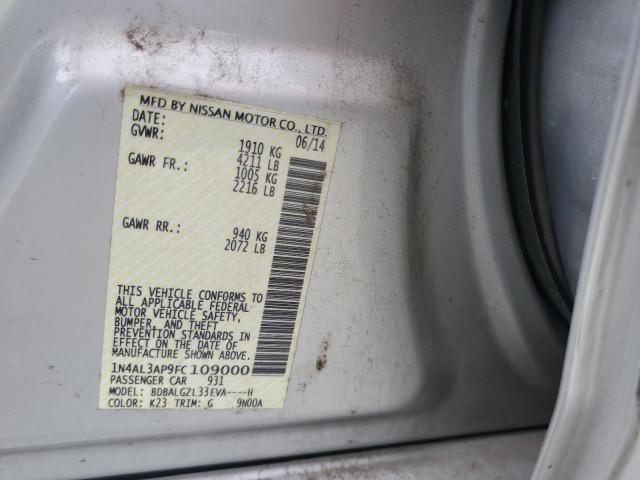 MFD BY NISSAN MOTOR CO., LTD.
DATE: 06/14
GVWR: 1910 KG
4211 LB
GAWR FR.: 1005 KG
2216 LB
GAWR RR.: 940 KG
2072 LB
THIS VEHICLE CONFORMS TO
ALL APPLICABLE FEDERAL
MOTOR VEHICLE SAFETY,
BUMPER, AND THEFT
PREVENTION STANDARDS IN
EFFECT ON THE DATE OF
MANUFACTURE SHOWN ABOVE.
1N4AL3AP9FC109000
PASSENGER CAR 931
MODEL: BDBALGZL33EVA----H
COLOR: K23 TRIM: G 9N00A